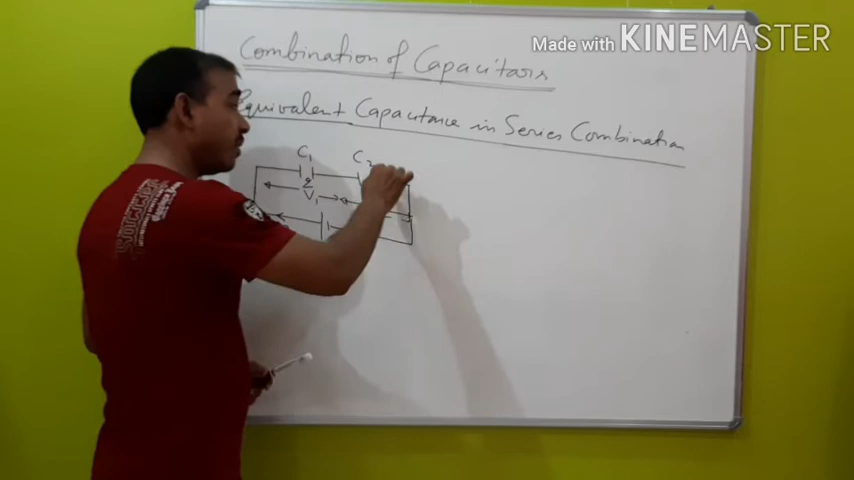 Made with KINEMASTER
Combination of Capacitors
Equivalent Capacitance in Series Combination
C1 C2
V1